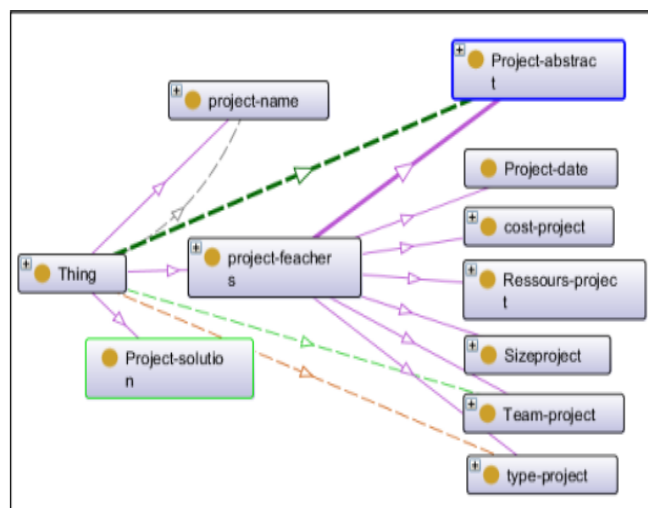 Project-abstrac
t
project-name
Project-date
cost-project
project-feacher
s
Thing
Ressours-projec
t
Project-solutio
n
Sizeproject
Team-project
type-project